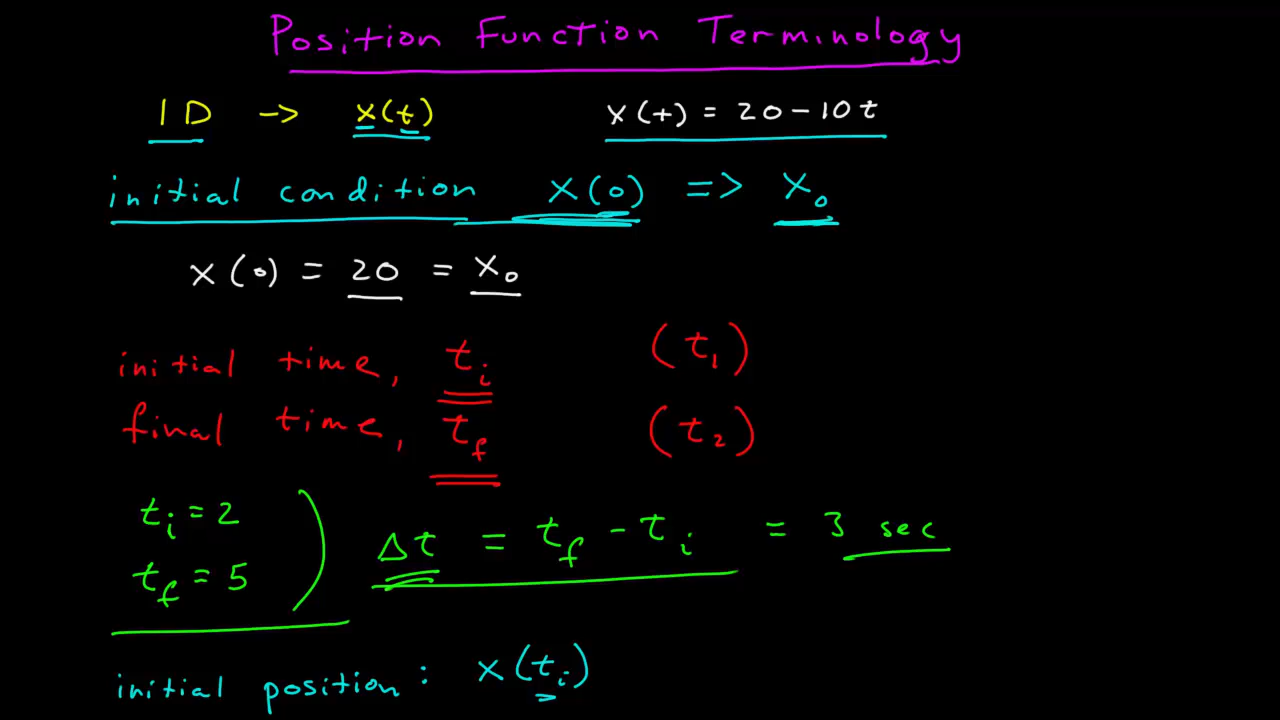 Position Function Terminology
1D -> x(t) x(t) = 20 - 10t
initial condition x(0) => x₀
x(0) = 20 = x₀
initial time, tᵢ (t₁)
final time, t_f (t₂)
tᵢ = 2
t_f = 5
Δt = t_f - tᵢ = 3 sec
initial position: x(tᵢ)